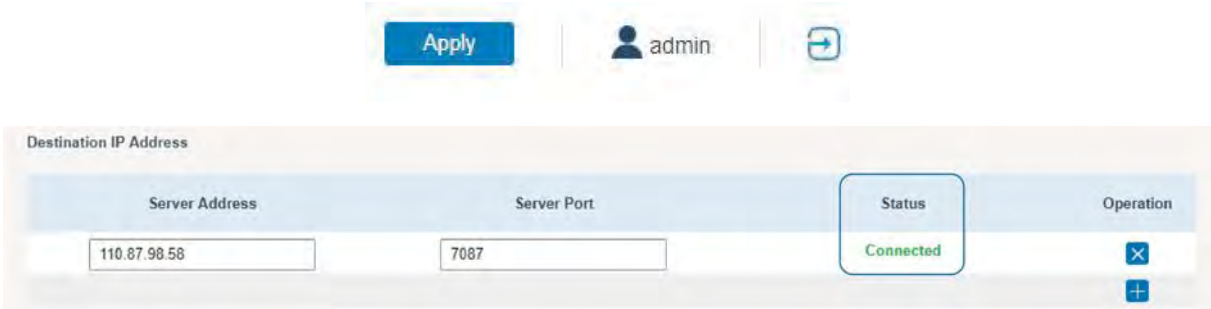 Apply admin
Destination IP Address
Server Address Server Port Status Operation
110.87.98.58 7087 Connected